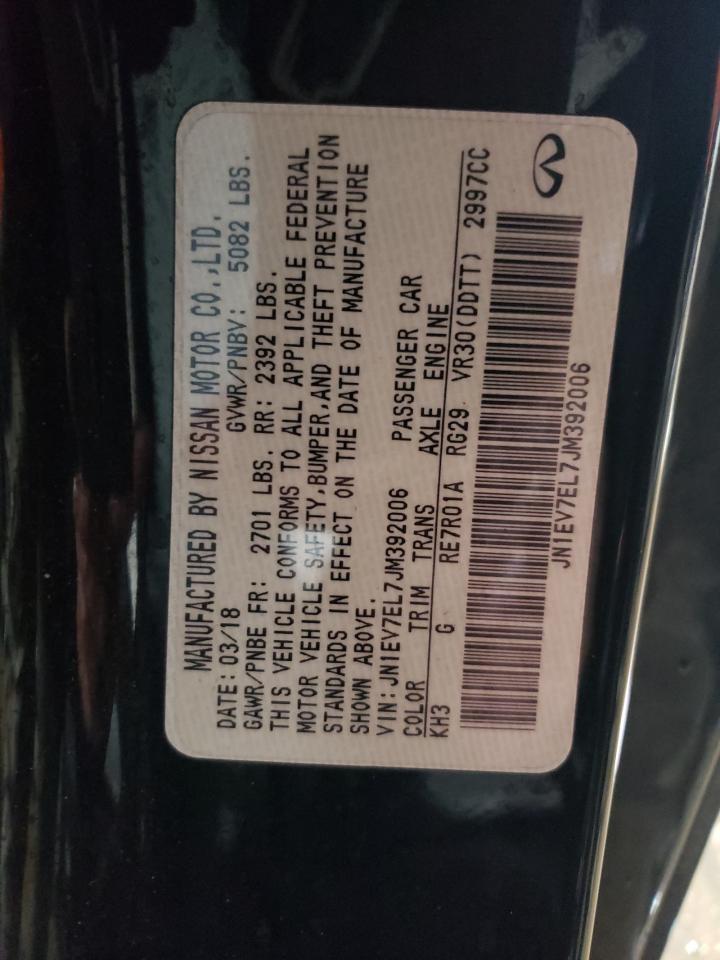 MANUFACTURED BY NISSAN MOTOR CO.,LTD.
DATE: 03/18 GVWR/PNBV: 5082 LBS.
GAWR/PNBE FR: 2701 LBS. RR: 2392 LBS.
THIS VEHICLE CONFORMS TO ALL APPLICABLE FEDERAL
MOTOR VEHICLE SAFETY,BUMPER,AND THEFT PREVENTION
STANDARDS IN EFFECT ON THE DATE OF MANUFACTURE
SHOWN ABOVE.
VIN: JN1EV7EL7JM392006 PASSENGER CAR
COLOR TRIM TRANS AXLE ENGINE
KH3 G RE7R01A RG29 VR30(DDTT) 2997CC
JN1EV7EL7JM392006